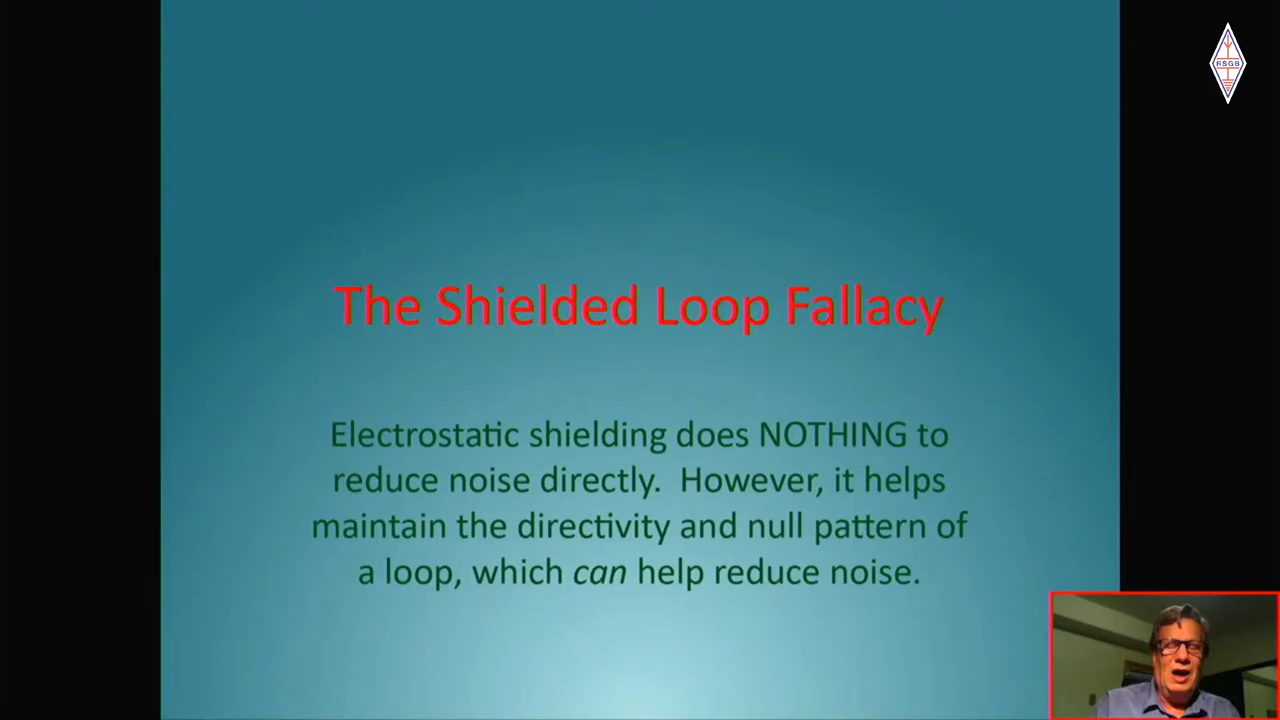 RSGB
The Shielded Loop Fallacy
Electrostatic shielding does NOTHING to
reduce noise directly.  However, it helps
maintain the directivity and null pattern of
a loop, which can help reduce noise.